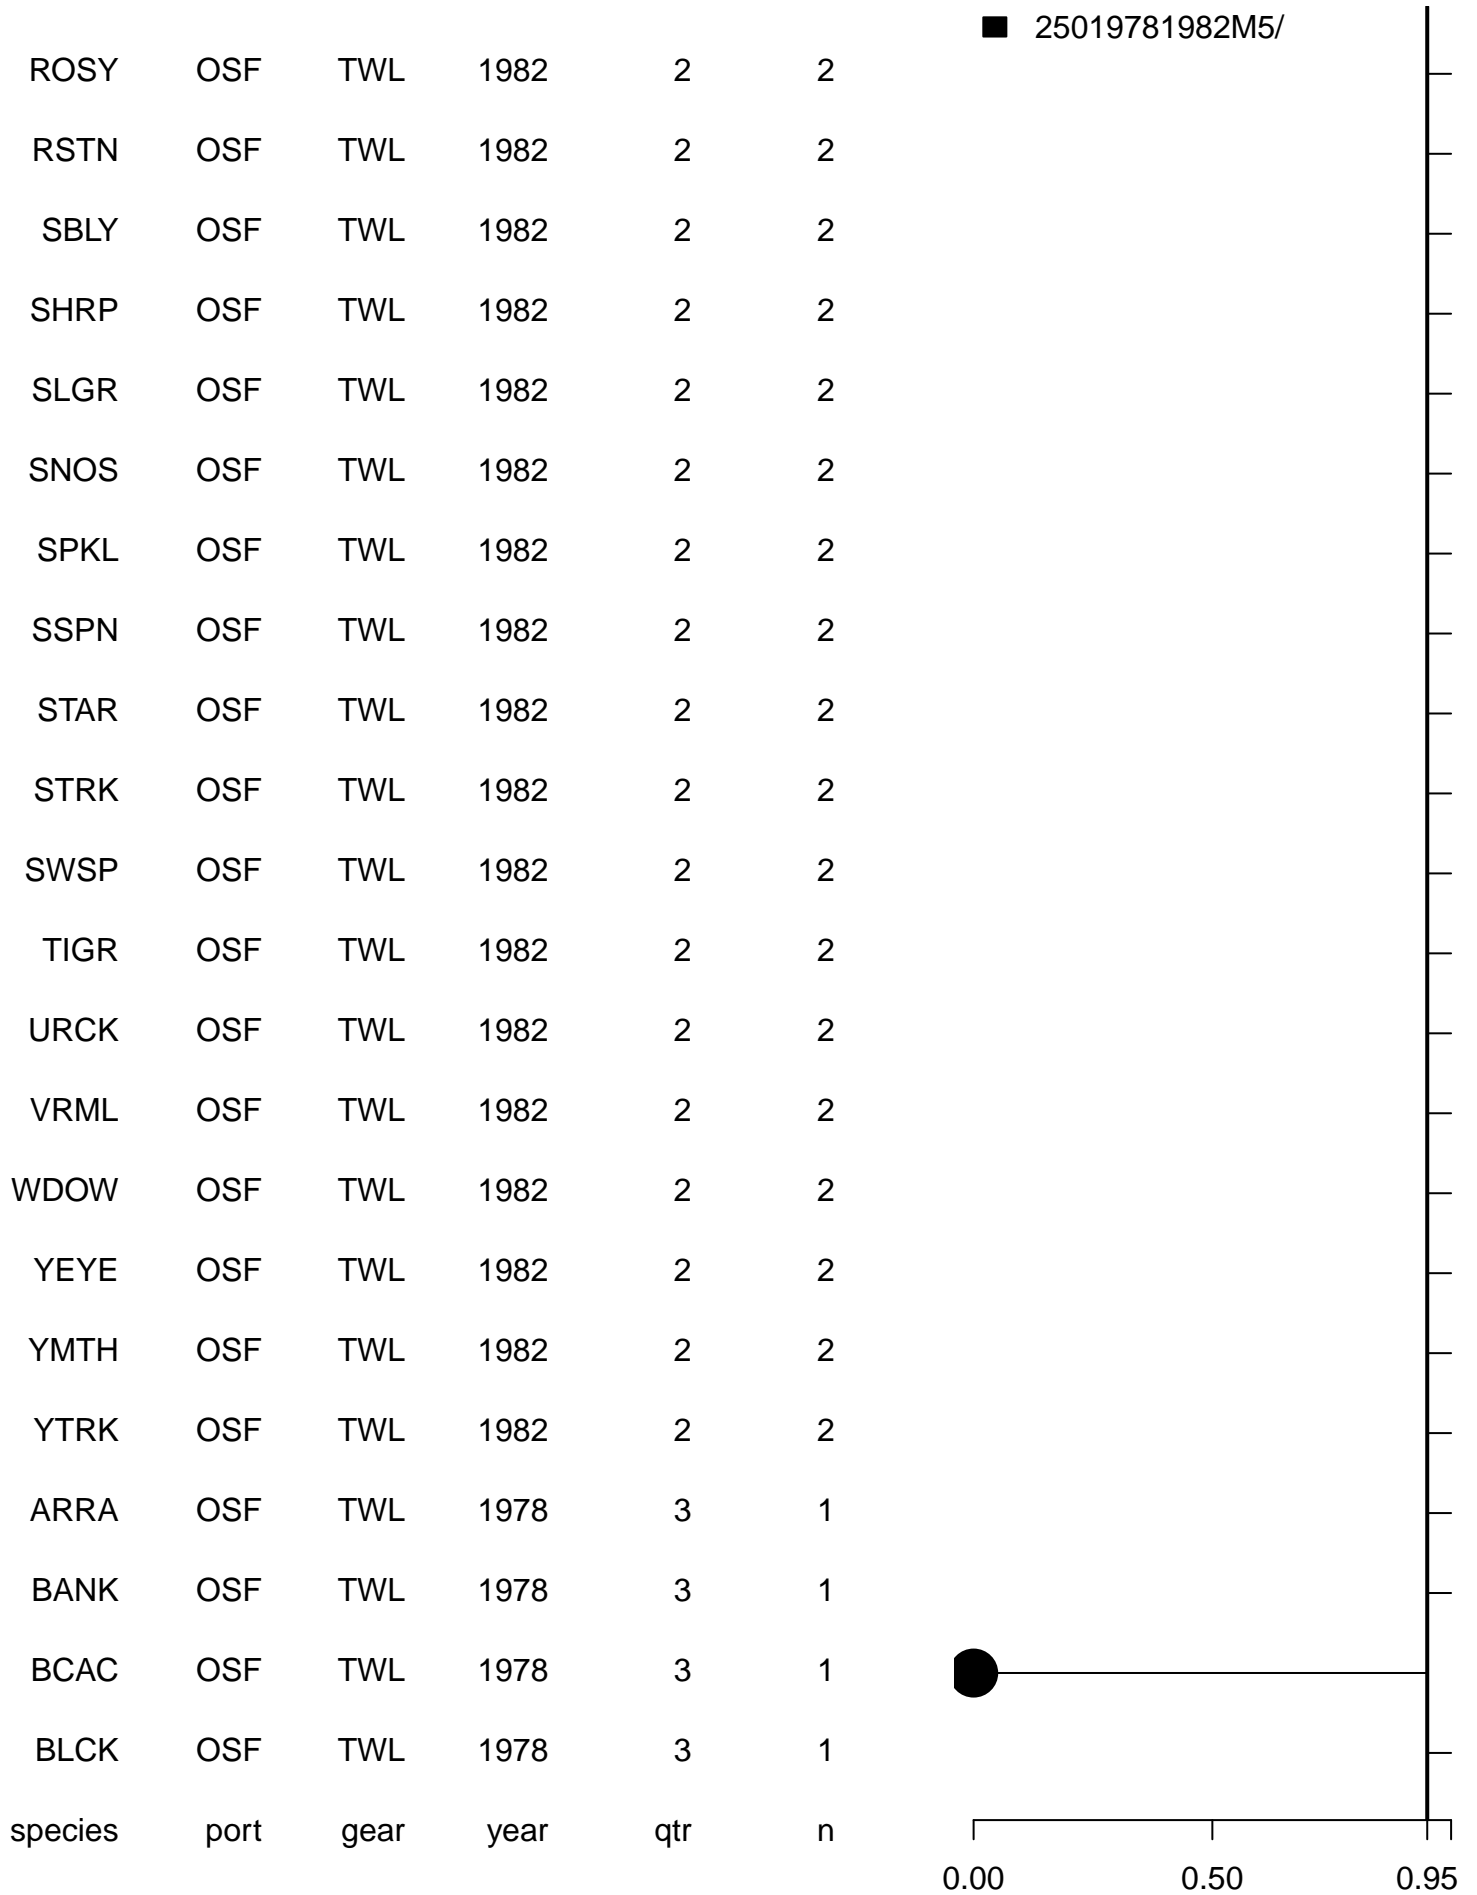 25019781982M5/
ROSY OSF TWL 1982 2 2
RSTN OSF TWL 1982 2 2
SBLY OSF TWL 1982 2 2
SHRP OSF TWL 1982 2 2
SLGR OSF TWL 1982 2 2
SNOS OSF TWL 1982 2 2
SPKL OSF TWL 1982 2 2
SSPN OSF TWL 1982 2 2
STAR OSF TWL 1982 2 2
STRK OSF TWL 1982 2 2
SWSP OSF TWL 1982 2 2
TIGR OSF TWL 1982 2 2
URCK OSF TWL 1982 2 2
VRML OSF TWL 1982 2 2
WDOW OSF TWL 1982 2 2
YEYE OSF TWL 1982 2 2
YMTH OSF TWL 1982 2 2
YTRK OSF TWL 1982 2 2
ARRA OSF TWL 1978 3 1
BANK OSF TWL 1978 3 1
BCAC OSF TWL 1978 3 1
BLCK OSF TWL 1978 3 1
species port gear year qtr n
0.00 0.50 0.95